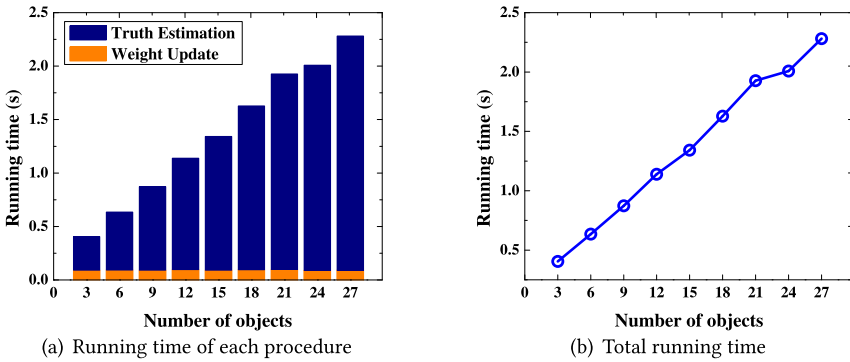 Truth Estimation
Weight Update
Running time (s)
2.5
2.0
1.5
1.0
0.5
0.0
0 3 6 9 12 15 18 21 24 27
Number of objects
(a) Running time of each procedure
Running time (s)
2.5
2.0
1.5
1.0
0.5
0 3 6 9 12 15 18 21 24 27
Number of objects
(b) Total running time